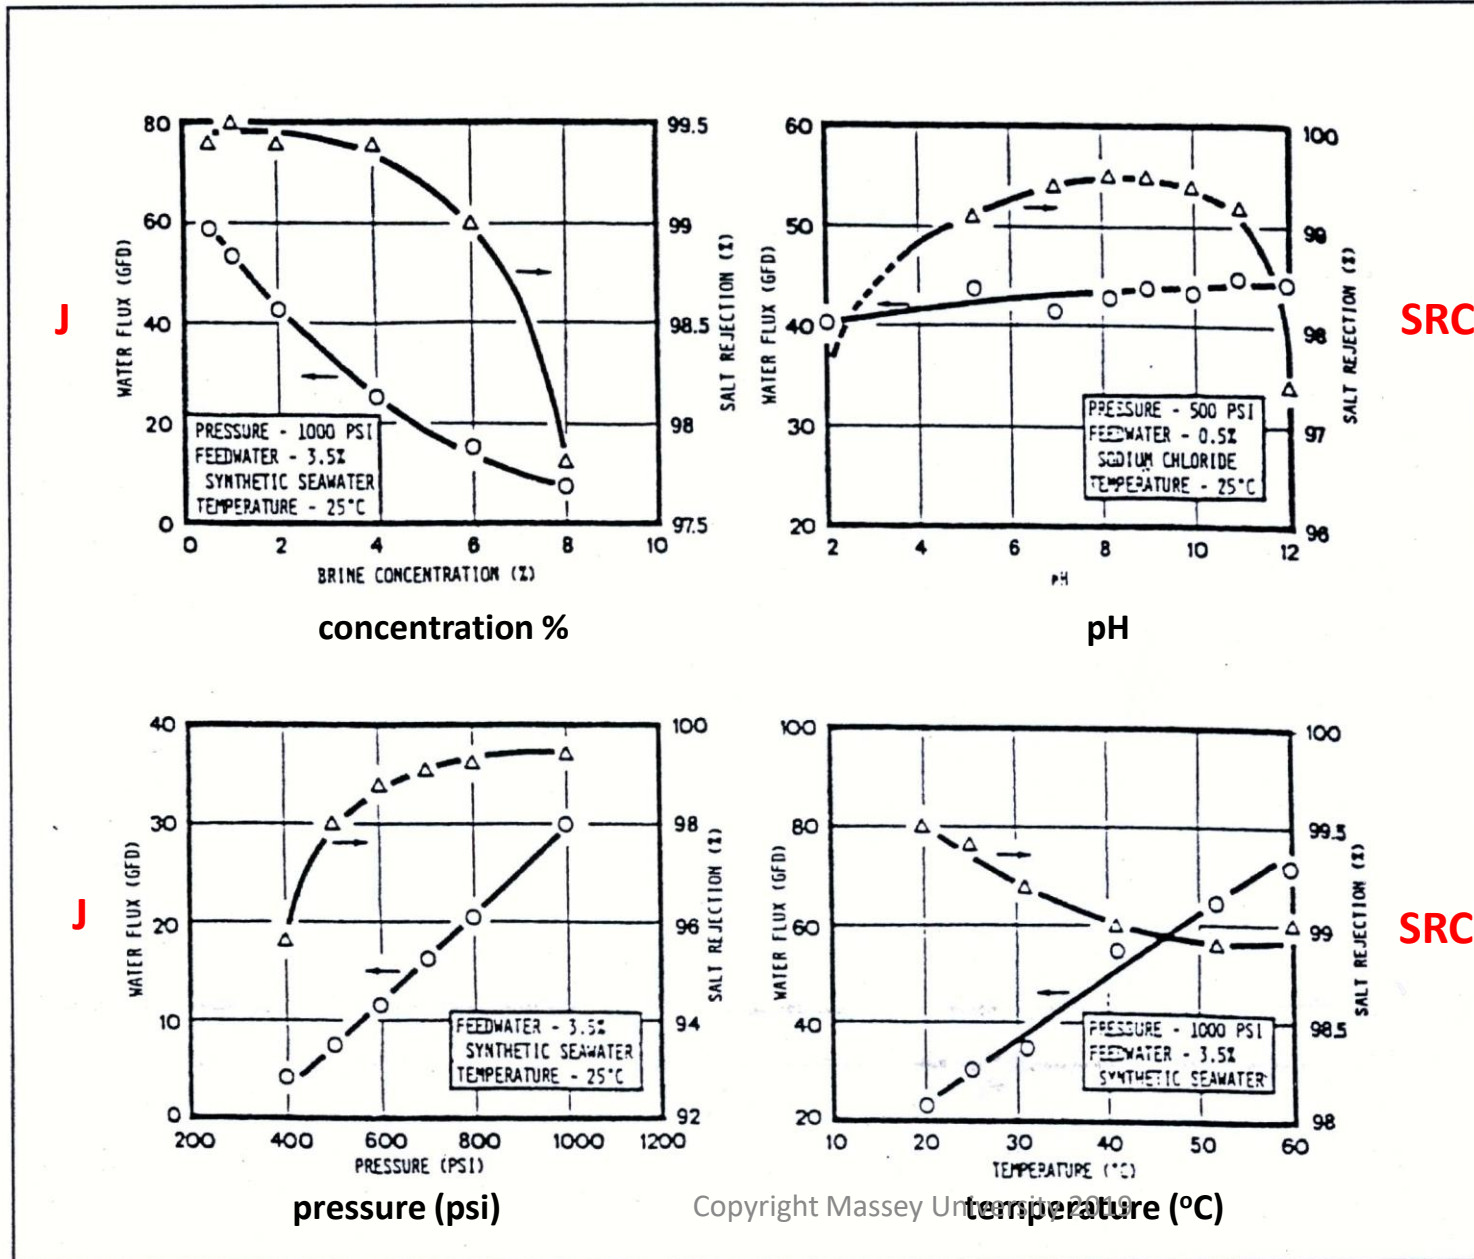 80
60
40
20
0
WATER FLUX (GFD)
J
99.5
99
98.5
98
97.5
SALT REJECTION (%)
PRESSURE - 1000 PSI
FEEDWATER - 3.5%
SYNTHETIC SEAWATER
TEMPERATURE - 25°C
0 2 4 6 8 10
BRINE CONCENTRATION (%)
concentration %
60
50
40
30
20
WATER FLUX (GFD)
100
99
98
97
96
SALT REJECTION (%)
SRC
PRESSURE - 500 PSI
FEEDWATER - 0.5%
SODIUM CHLORIDE
TEMPERATURE - 25°C
2 4 6 8 10 12
pH
pH
40
30
20
10
0
WATER FLUX (GFD)
J
100
98
96
94
92
SALT REJECTION (%)
FEEDWATER - 3.5%
SYNTHETIC SEAWATER
TEMPERATURE - 25°C
200 400 600 800 1000 1200
PRESSURE (PSI)
pressure (psi)
100
80
60
40
20
WATER FLUX (GFD)
100
99.5
99
98.5
98
SALT REJECTION (%)
SRC
PRESSURE - 1000 PSI
FEEDWATER - 3.5%
SYNTHETIC SEAWATER
10 20 30 40 50 60
TEMPERATURE (°C)
temperature (ºC)
Copyright Massey University 2019